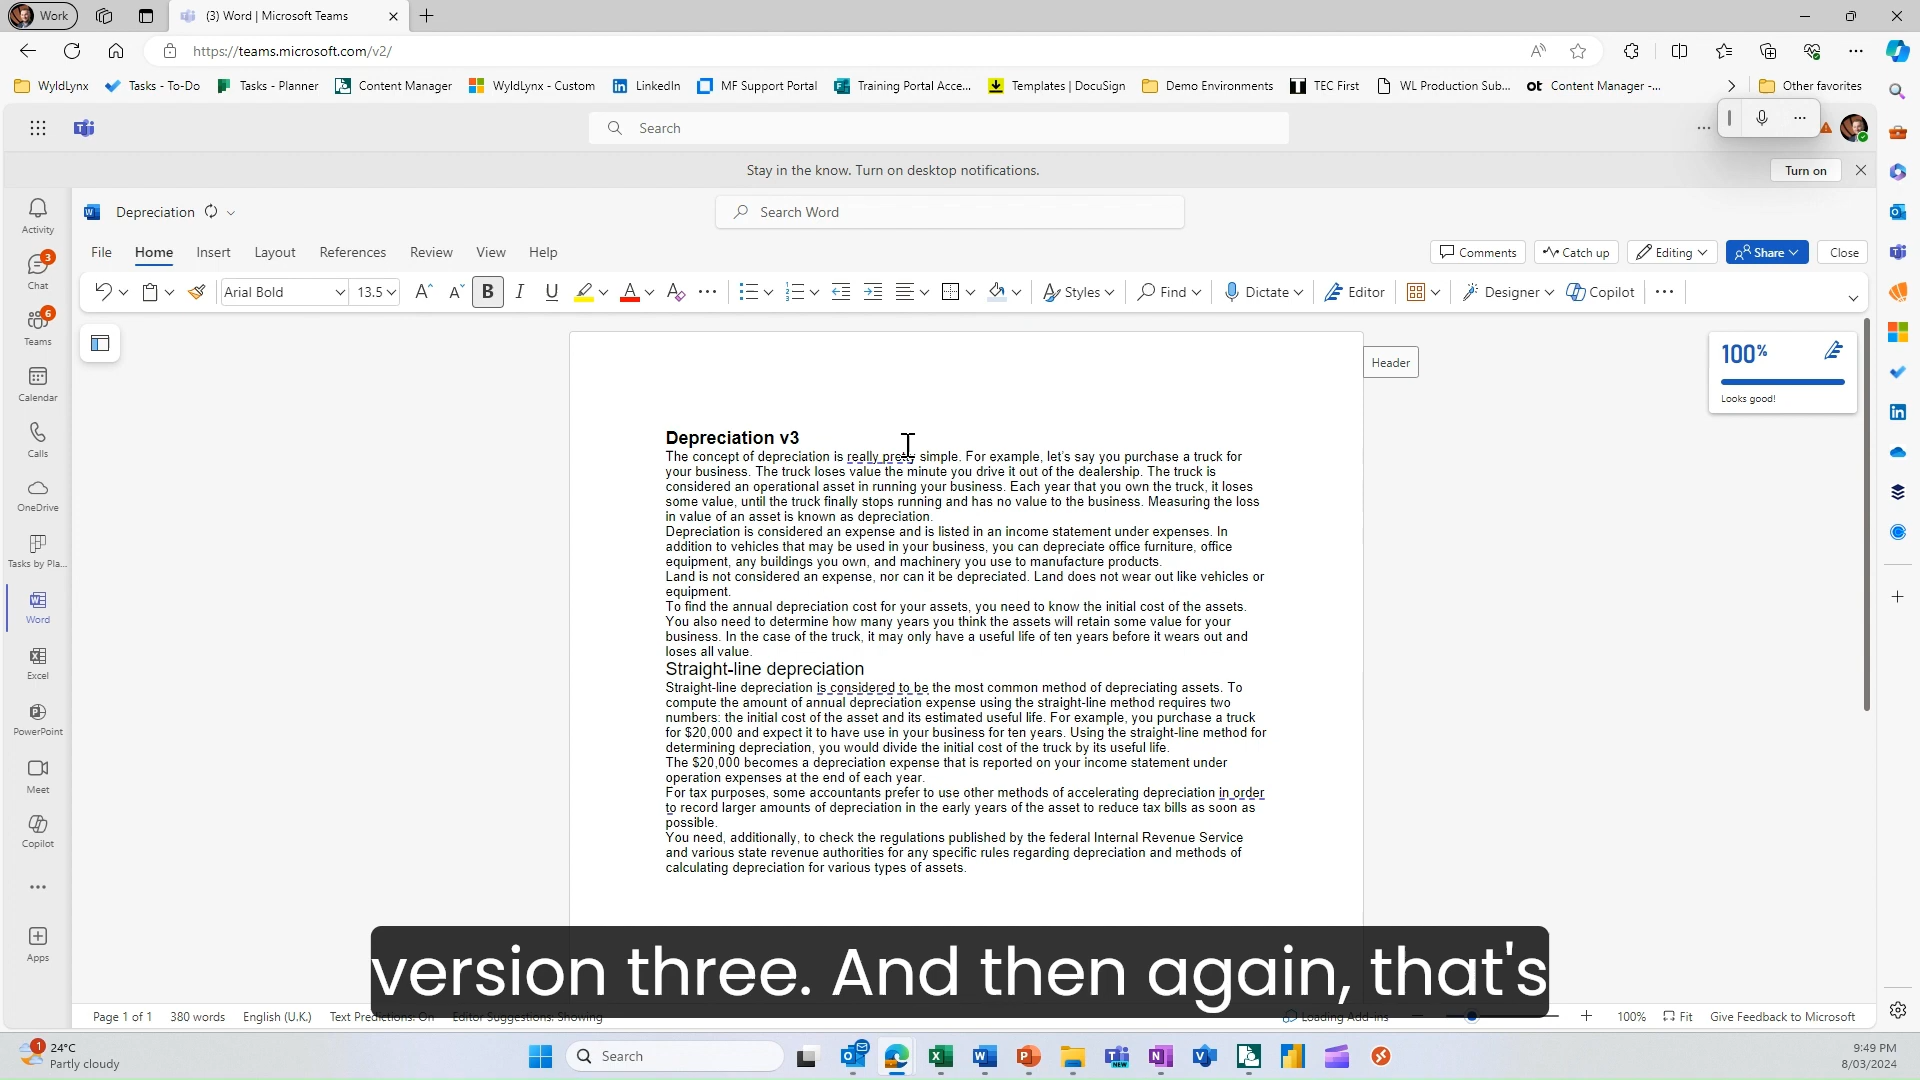 Work
(3) Word | Microsoft Teams
https://teams.microsoft.com/v2/
WyldLynx
Tasks - To-Do
Tasks - Planner
Content Manager
WyldLynx - Custom
LinkedIn
MF Support Portal
Training Portal Acce...
Templates | DocuSign
Demo Environments
TEC First
WL Production Sub...
ot Content Manager -...
Other favorites
Search
Stay in the know. Turn on desktop notifications.
Turn on
Activity
3
Chat
6
Teams
Calendar
Calls
OneDrive
Tasks by Pla...
Word
Excel
PowerPoint
Meet
Copilot
Apps
Depreciation
Search Word
File Home Insert Layout References Review View Help
Comments Catch up Editing Share Close
Arial Bold 13.5 B I U A Styles Find Dictate Editor Designer Copilot
Header
100%
Looks good!
Depreciation v3
The concept of depreciation is really pretty simple. For example, let's say you purchase a truck for
your business. The truck loses value the minute you drive it out of the dealership. The truck is
considered an operational asset in running your business. Each year that you own the truck, it loses
some value, until the truck finally stops running and has no value to the business. Measuring the loss
in value of an asset is known as depreciation.
Depreciation is considered an expense and is listed in an income statement under expenses. In
addition to vehicles that may be used in your business, you can depreciate office furniture, office
equipment, any buildings you own, and machinery you use to manufacture products.
Land is not considered an expense, nor can it be depreciated. Land does not wear out like vehicles or
equipment.
To find the annual depreciation cost for your assets, you need to know the initial cost of the assets.
You also need to determine how many years you think the assets will retain some value for your
business. In the case of the truck, it may only have a useful life of ten years before it wears out and
loses all value.
Straight-line depreciation
Straight-line depreciation is considered to be the most common method of depreciating assets. To
compute the amount of annual depreciation expense using the straight-line method requires two
numbers: the initial cost of the asset and its estimated useful life. For example, you purchase a truck
for $20,000 and expect it to have use in your business for ten years. Using the straight-line method for
determining depreciation, you would divide the initial cost of the truck by its useful life.
The $20,000 becomes a depreciation expense that is reported on your income statement under
operation expenses at the end of each year.
For tax purposes, some accountants prefer to use other methods of accelerating depreciation in order
to record larger amounts of depreciation in the early years of the asset to reduce tax bills as soon as
possible.
You need, additionally, to check the regulations published by the federal Internal Revenue Service
and various state revenue authorities for any specific rules regarding depreciation and methods of
calculating depreciation for various types of assets.
version three. And then again, that's
Page 1 of 1 380 words English (U.K.) Text Predictions: On Editor Suggestions: Showing
Loading Add-ins 100% Fit Give Feedback to Microsoft
1
24°C
Partly cloudy
Search
NEW
9:49 PM
8/03/2024